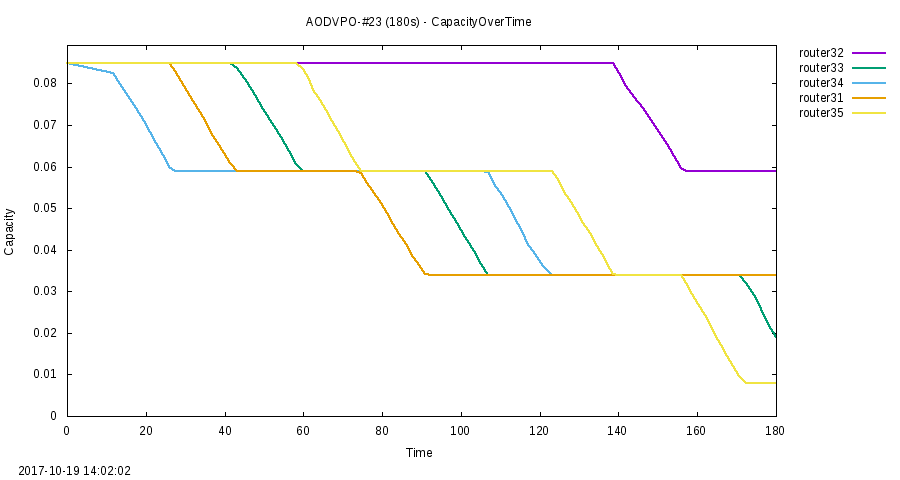 AODVPO-#23 (180s) - CapacityOverTime
router32
router33
router34
router31
router35
0.08
0.07
0.06
0.05
0.04
0.03
0.02
0.01
0
Capacity
0 20 40 60 80 100 120 140 160 180
Time
2017-10-19 14:02:02